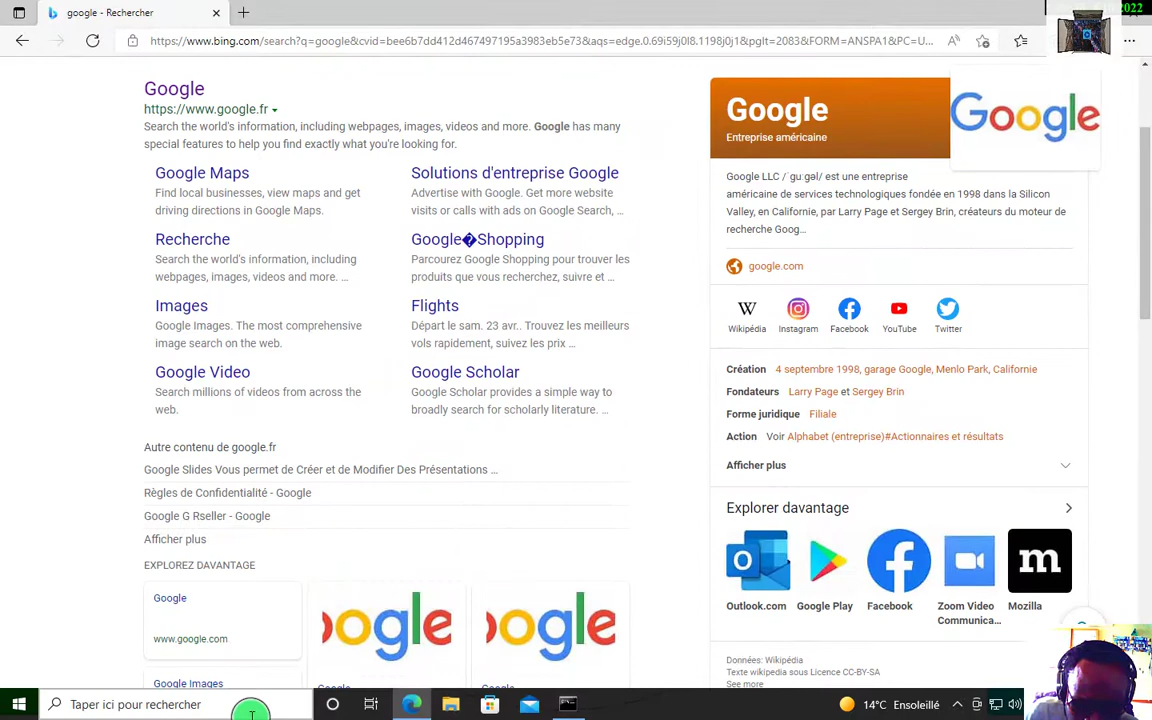 google - Rechercher
2022
https://www.bing.com/search?q=google&cvid=bee6b7dd412d467497195a3983eb5e73&aqs=edge.0.69i59j0l8.1198j0j1&pglt=2083&FORM=ANSPA1&PC=U...
Google
https://www.google.fr
Search the world's information, including webpages, images, videos and more. Google has many
special features to help you find exactly what you're looking for.
Google Maps
Find local businesses, view maps and get
driving directions in Google Maps.
Solutions d'entreprise Google
Advertise with Google. Get more website
visits or calls with ads on Google Search, ...
Recherche
Search the world's information, including
webpages, images, videos and more. ...
Google�Shopping
Parcourez Google Shopping pour trouver les
produits que vous recherchez, suivre et ...
Images
Google Images. The most comprehensive
image search on the web.
Flights
Départ le sam. 23 avr.. Trouvez les meilleurs
vols rapidement, suivez les prix ...
Google Video
Search millions of videos from across the
web.
Google Scholar
Google Scholar provides a simple way to
broadly search for scholarly literature. ...
Autre contenu de google.fr
Google Slides Vous permet de Créer et de Modifier Des Présentations ...
Règles de Confidentialité - Google
Google G Rseller - Google
Afficher plus
EXPLOREZ DAVANTAGE
Google
www.google.com
ogle
ogle
Google Images
Google
Entreprise américaine
Google
Google LLC /ˈguːgəl/ est une entreprise
américaine de services technologiques fondée en 1998 dans la Silicon
Valley, en Californie, par Larry Page et Sergey Brin, créateurs du moteur de
recherche Goog...
google.com
Wikipédia
Instagram
Facebook
YouTube
Twitter
Création 4 septembre 1998, garage Google, Menlo Park, Californie
Fondateurs Larry Page et Sergey Brin
Forme juridique Filiale
Action Voir Alphabet (entreprise)#Actionnaires et résultats
Afficher plus
Explorer davantage
Outlook.com
Google Play
Facebook
Zoom Video
Communica...
m
Mozilla
Données: Wikipédia
Texte wikipedia sous Licence CC-BY-SA
See more
Taper ici pour rechercher
14°C Ensoleillé